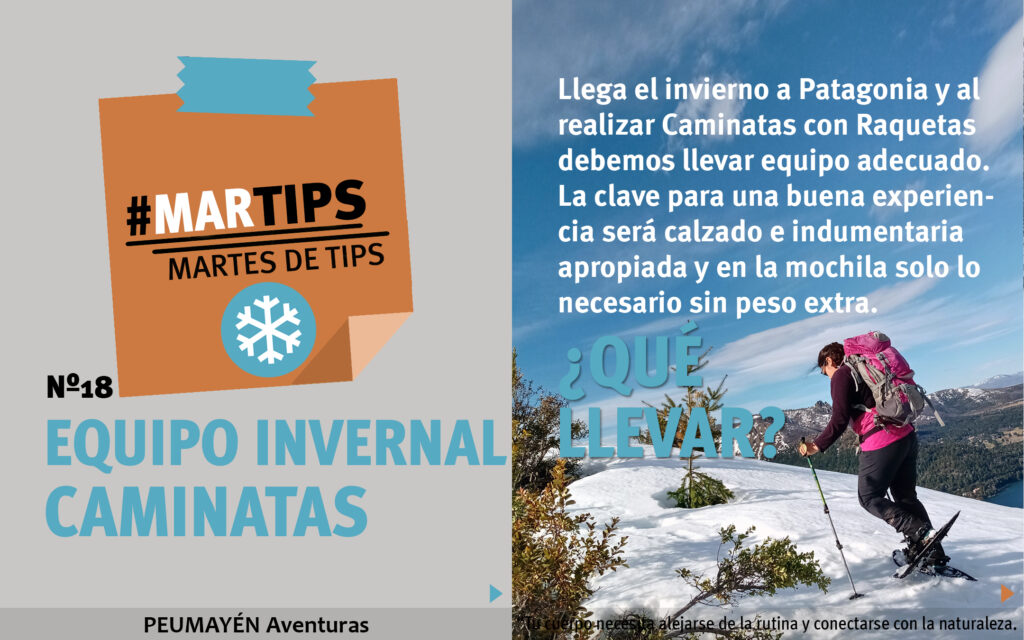 #MARTIPS
MARTES DE TIPS
Nº18
EQUIPO INVERNAL
CAMINATAS
PEUMAYÉN Aventuras
Llega el invierno a Patagonia y al
realizar Caminatas con Raquetas
debemos llevar equipo adecuado.
La clave para una buena experien-
cia será calzado e indumentaria
apropiada y en la mochila solo lo
necesario sin peso extra.
¿QUÉ
LLEVAR?
"Tu cuerpo necesita alejarse de la rutina y conectarse con la naturaleza.